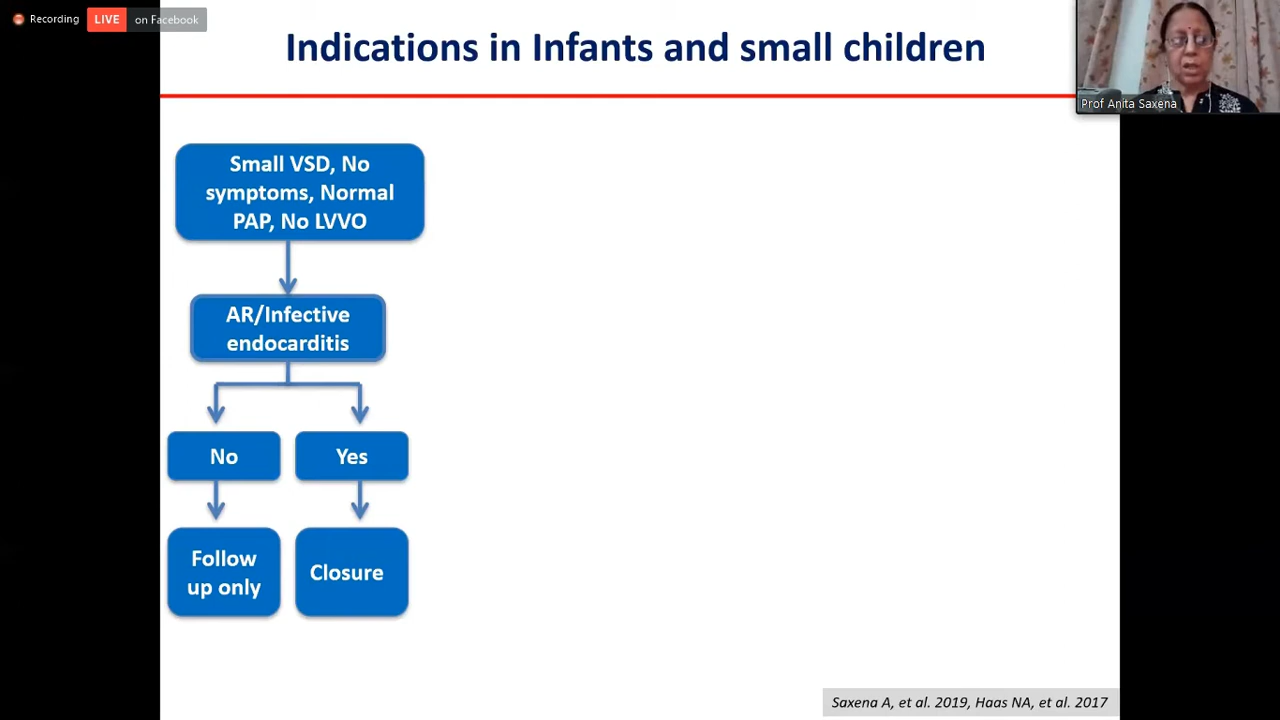 Recording
LIVE on Facebook
Indications in Infants and small children
Prof Anita Saxena
Small VSD, No
symptoms, Normal
PAP, No LVVO
AR/Infective
endocarditis
No
Yes
Follow
up only
Closure
Saxena A, et al. 2019, Haas NA, et al. 2017